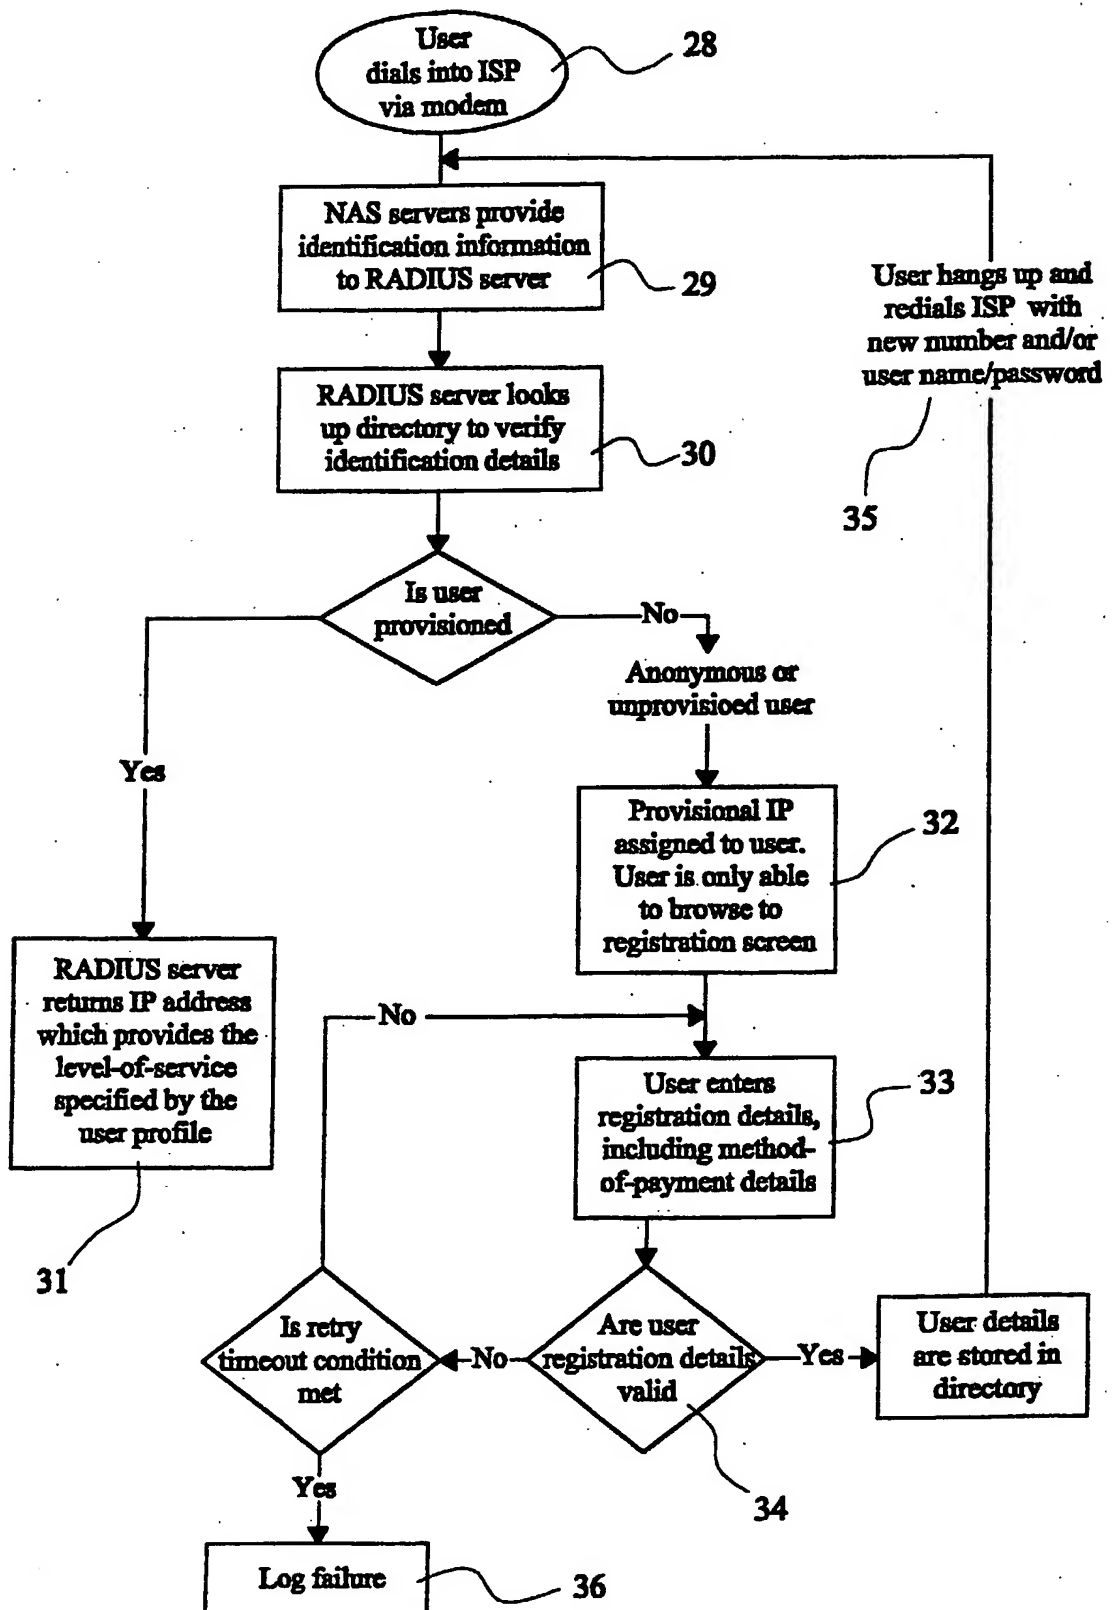 User
dials into ISP
via modem
28
NAS servers provide
identification information
to RADIUS server
29
User hangs up and
redials ISP with
new number and/or
user name/password
35
RADIUS server looks
up directory to verify
identification details
30
Is user
provisioned
No
Anonymous or
unprovisioed user
Yes
Provisional IP
assigned to user.
User is only able
to browse to
registration screen
32
RADIUS server
returns IP address
which provides the
level-of-service
specified by the
user profile
31
No
User enters
registration details,
including method-
of-payment details
33
Is retry
timeout condition
met
No
Are user
registration details
valid
34
Yes
User details
are stored in
directory
Yes
Log failure
36